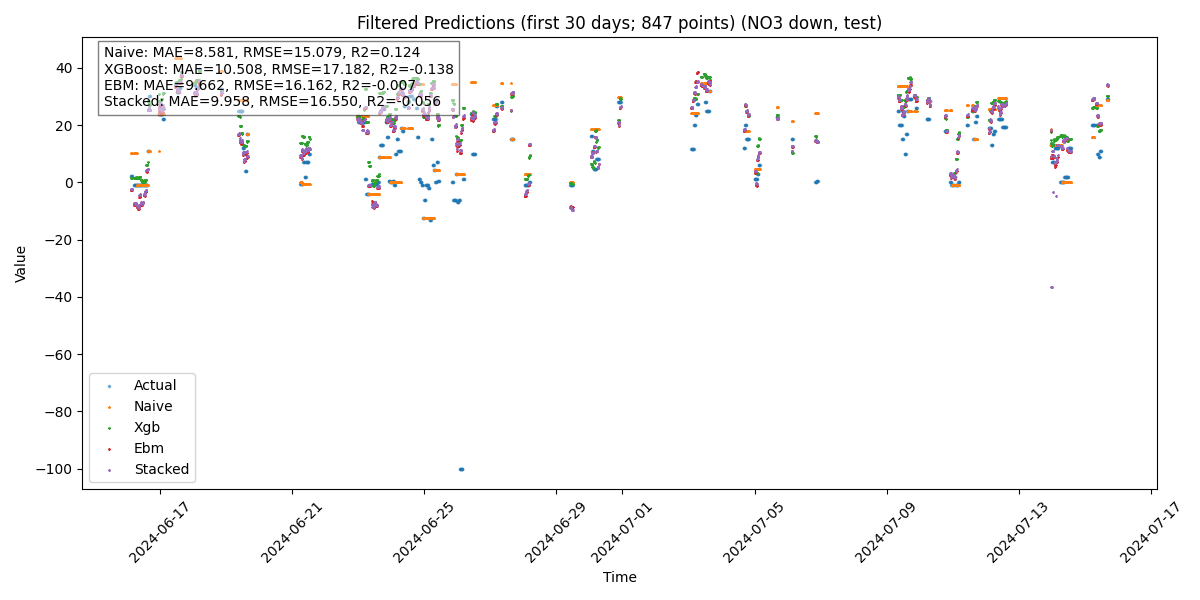 Filtered Predictions (first 30 days; 847 points) (NO3 down, test)
Naive: MAE=8.581, RMSE=15.079, R2=0.124
XGBoost: MAE=10.508, RMSE=17.182, R2=-0.138
EBM: MAE=9.662, RMSE=16.162, R2=-0.007
Stacked: MAE=9.958, RMSE=16.550, R2=-0.056
40
20
0
−20
−40
−60
−80
−100
Value
Actual
Naive
Xgb
Ebm
Stacked
2024-06-17
2024-06-21
2024-06-25
2024-06-29
2024-07-01
2024-07-05
2024-07-09
2024-07-13
2024-07-17
Time